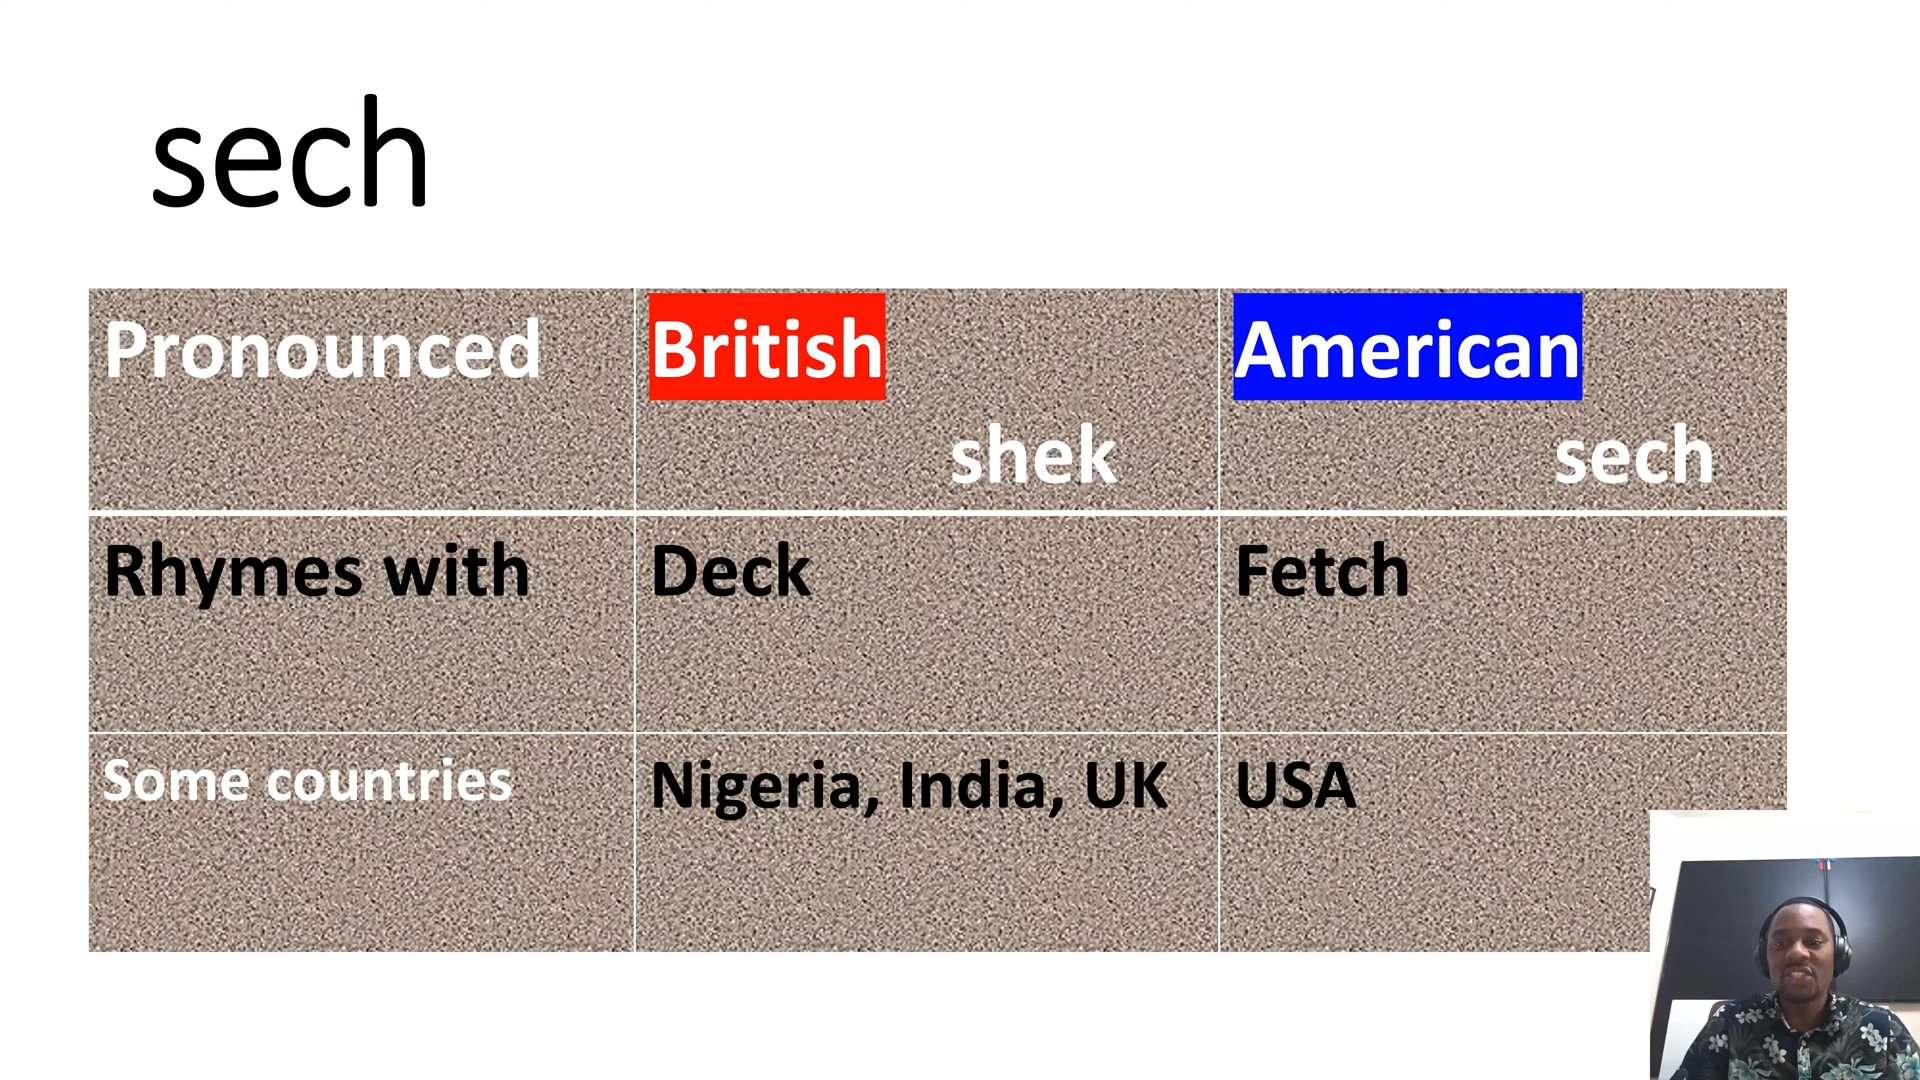 sech
Pronounced British American
shek sech
Rhymes with Deck Fetch
Some countries Nigeria, India, UK USA